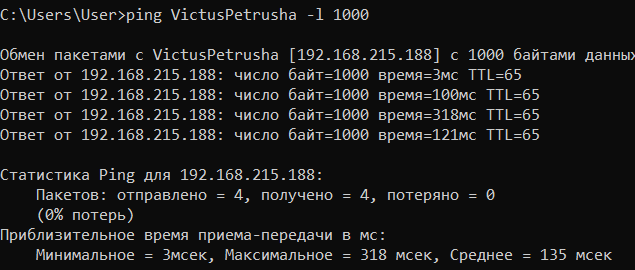 C:\Users\User>ping VictusPetrusha -l 1000
Обмен пакетами с VictusPetrusha [192.168.215.188] с 1000 байтами данных
Ответ от 192.168.215.188: число байт=1000 время=3мс TTL=65
Ответ от 192.168.215.188: число байт=1000 время=100мс TTL=65
Ответ от 192.168.215.188: число байт=1000 время=318мс TTL=65
Ответ от 192.168.215.188: число байт=1000 время=121мс TTL=65
Статистика Ping для 192.168.215.188:
Пакетов: отправлено = 4, получено = 4, потеряно = 0
(0% потерь)
Приблизительное время приема-передачи в мс:
Минимальное = 3мсек, Максимальное = 318 мсек, Среднее = 135 мсек